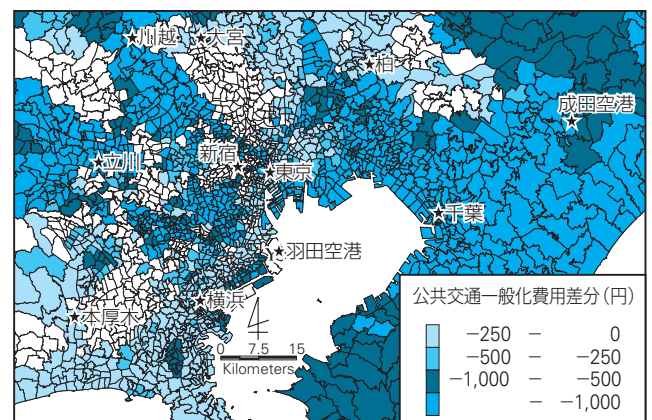 ★川越
★大宮
★柏
成田空港
☆
新宿
★
★立川
★東京
☆千葉
★羽田空港
★横浜
★本厚木
4
0 7.5 15
Kilometers
公共交通一般化費用差分(円)
−250 − 0
−500 − −250
−1,000 − −500
− −1,000